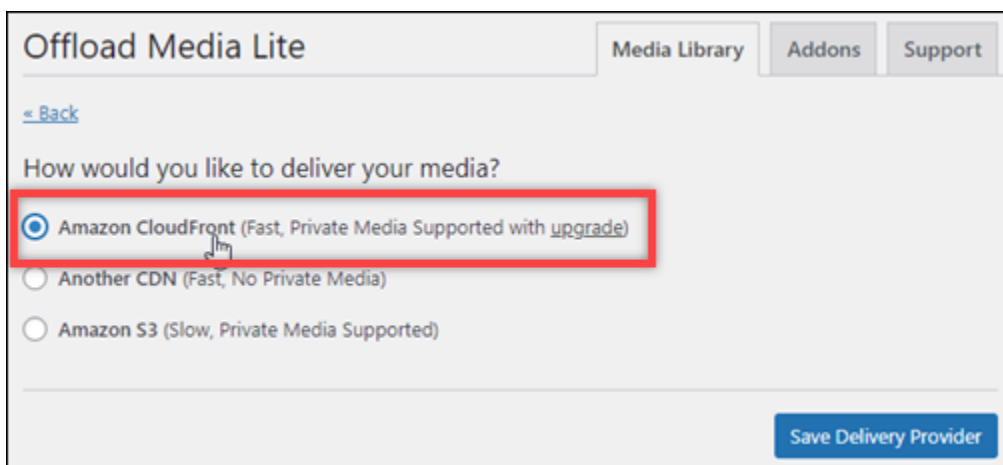 Offload Media Lite
Media Library
Addons
Support
« Back
How would you like to deliver your media?
Amazon CloudFront (Fast, Private Media Supported with upgrade)
Another CDN (Fast, No Private Media)
Amazon S3 (Slow, Private Media Supported)
Save Delivery Provider